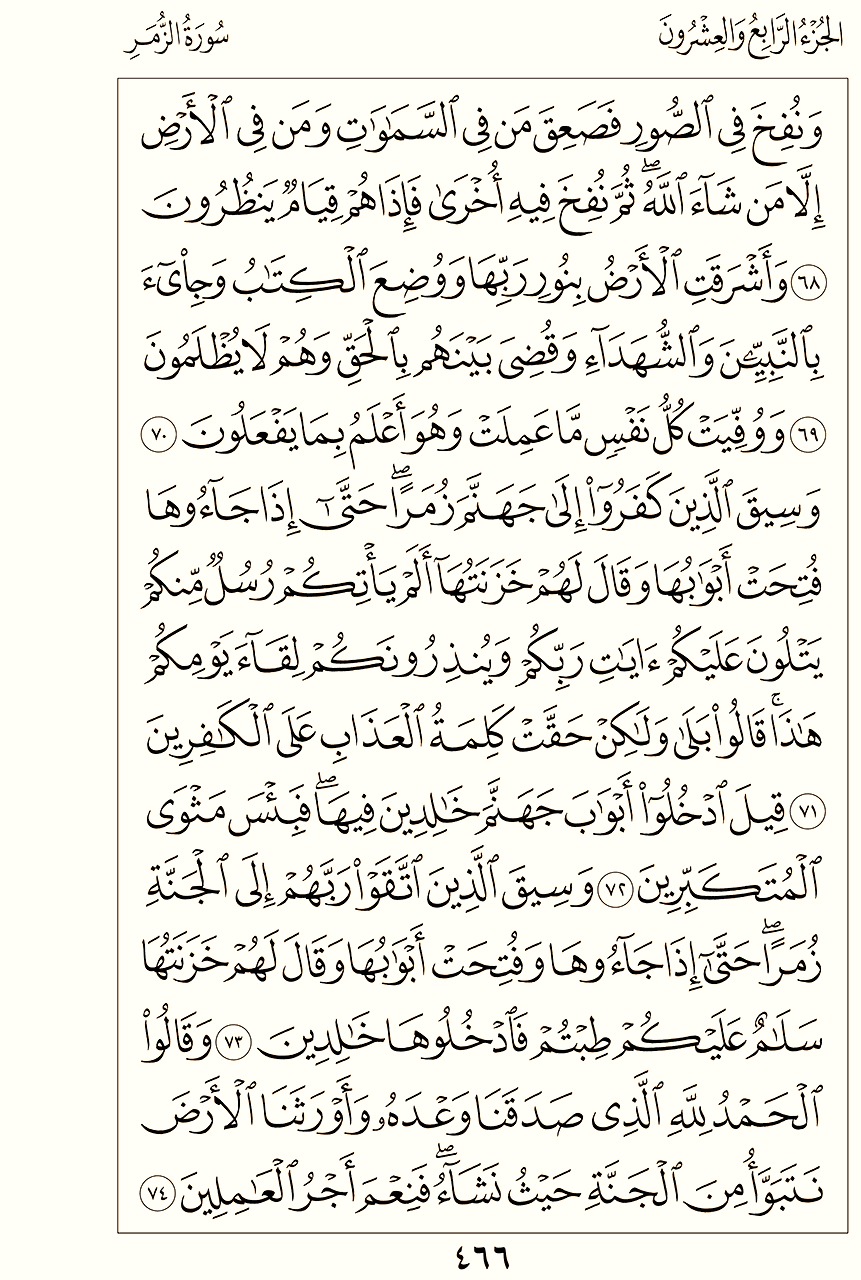 الجُزْءُ الرَّابِعُ وَالعِشْرُونَ سُورَةُ الزُّمَرِ
وَنُفِخَ فِي ٱلصُّورِ فَصَعِقَ مَن فِي ٱلسَّمَٰوَٰتِ وَمَن فِي ٱلْأَرْضِ
إِلَّا مَن شَآءَ ٱللَّهُۖ ثُمَّ نُفِخَ فِيهِ أُخْرَىٰ فَإِذَا هُمْ قِيَامٌ يَنظُرُونَ
٦٨ وَأَشْرَقَتِ ٱلْأَرْضُ بِنُورِ رَبِّهَا وَوُضِعَ ٱلْكِتَٰبُ وَجِا۟يٓءَ
بِٱلنَّبِيِّۦنَ وَٱلشُّهَدَآءِ وَقُضِيَ بَيْنَهُم بِٱلْحَقِّ وَهُمْ لَا يُظْلَمُونَ
٦٩ وَوُفِّيَتْ كُلُّ نَفْسٍ مَّا عَمِلَتْ وَهُوَ أَعْلَمُ بِمَا يَفْعَلُونَ ٧٠
وَسِيقَ ٱلَّذِينَ كَفَرُوٓا۟ إِلَىٰ جَهَنَّمَ زُمَرًاۖ حَتَّىٰٓ إِذَا جَآءُوهَا
فُتِحَتْ أَبْوَٰبُهَا وَقَالَ لَهُمْ خَزَنَتُهَآ أَلَمْ يَأْتِكُمْ رُسُلٌ مِّنكُمْ
يَتْلُونَ عَلَيْكُمْ ءَايَٰتِ رَبِّكُمْ وَيُنذِرُونَكُمْ لِقَآءَ يَوْمِكُمْ
هَٰذَاۚ قَالُوا۟ بَلَىٰ وَلَٰكِنْ حَقَّتْ كَلِمَةُ ٱلْعَذَابِ عَلَى ٱلْكَٰفِرِينَ
٧١ قِيلَ ٱدْخُلُوٓا۟ أَبْوَٰبَ جَهَنَّمَ خَٰلِدِينَ فِيهَاۖ فَبِئْسَ مَثْوَى
ٱلْمُتَكَبِّرِينَ ٧٢ وَسِيقَ ٱلَّذِينَ ٱتَّقَوْا۟ رَبَّهُمْ إِلَى ٱلْجَنَّةِ
زُمَرًاۖ حَتَّىٰٓ إِذَا جَآءُوهَا وَفُتِحَتْ أَبْوَٰبُهَا وَقَالَ لَهُمْ خَزَنَتُهَا
سَلَٰمٌ عَلَيْكُمْ طِبْتُمْ فَٱدْخُلُوهَا خَٰلِدِينَ ٧٣ وَقَالُوا۟
ٱلْحَمْدُ لِلَّهِ ٱلَّذِي صَدَقَنَا وَعْدَهُۥ وَأَوْرَثَنَا ٱلْأَرْضَ
نَتَبَوَّأُ مِنَ ٱلْجَنَّةِ حَيْثُ نَشَآءُۖ فَنِعْمَ أَجْرُ ٱلْعَٰمِلِينَ ٧٤
٤٦٦